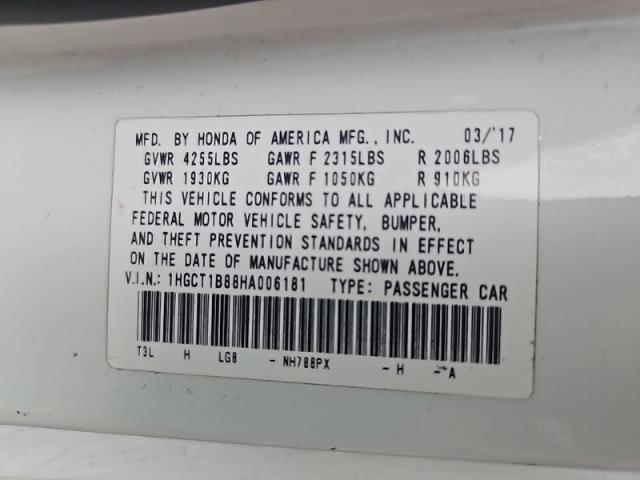 MFD. BY HONDA OF AMERICA MFG., INC. 03/'17
GVWR 4255LBS GAWR F 2315LBS R 2006LBS
GVWR 1930KG GAWR F 1050KG R 910KG
THIS VEHICLE CONFORMS TO ALL APPLICABLE
FEDERAL MOTOR VEHICLE SAFETY, BUMPER,
AND THEFT PREVENTION STANDARDS IN EFFECT
ON THE DATE OF MANUFACTURE SHOWN ABOVE.
V.I.N.: 1HGCT1B88HA006181 TYPE: PASSENGER CAR
T3L H LG8 - NH788PX - H - A